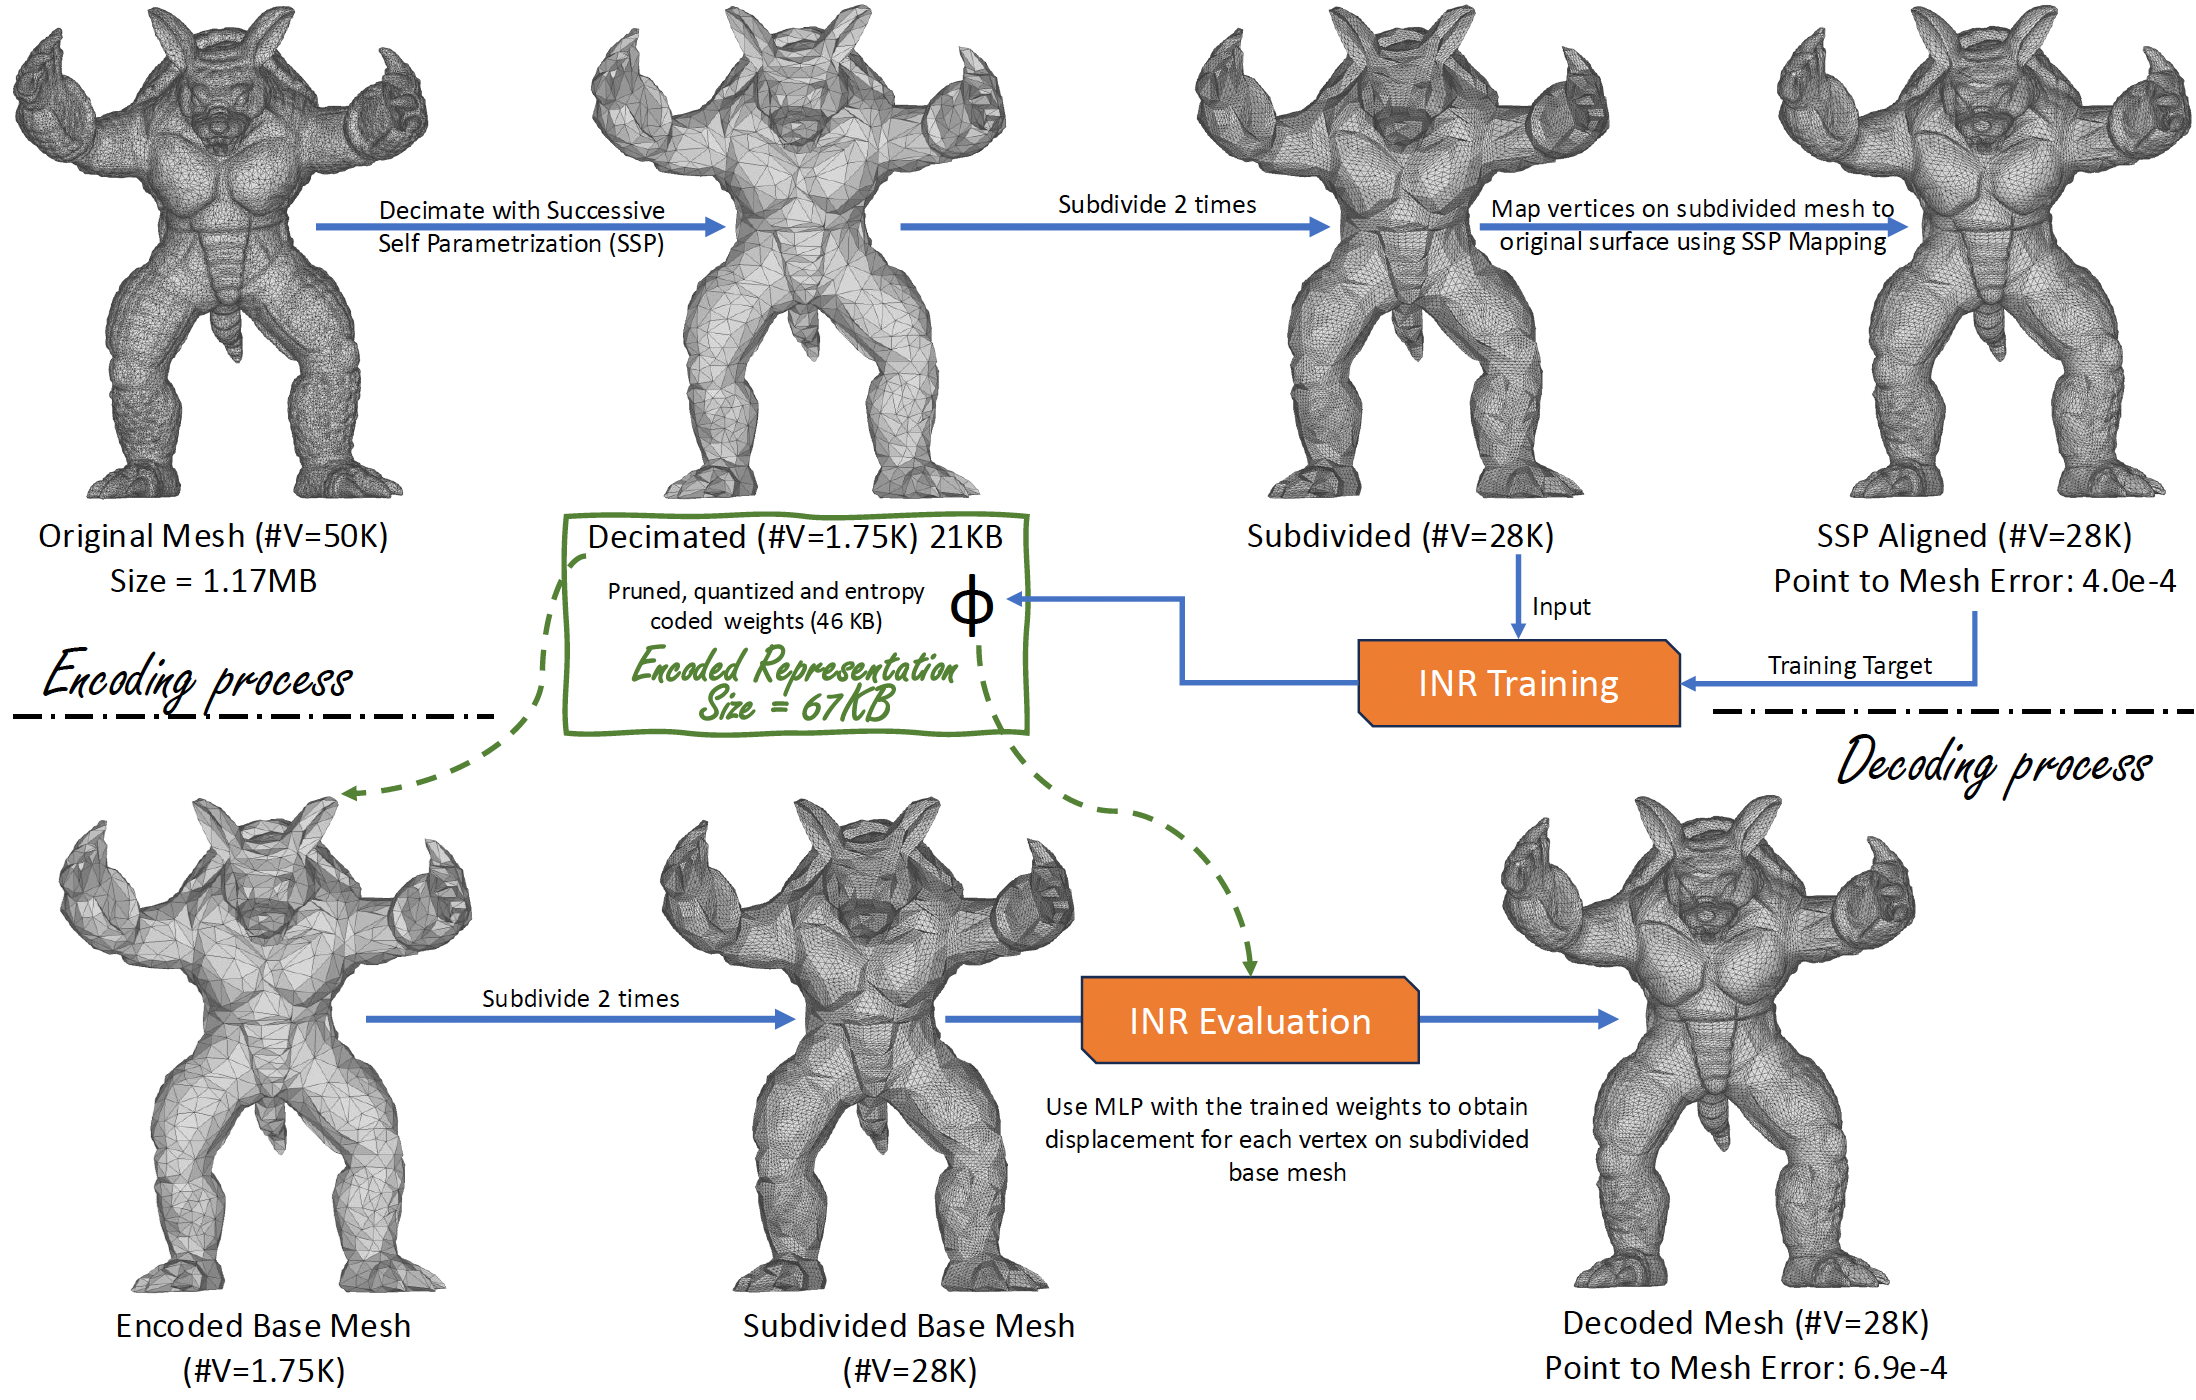 Decimate with Successive
Self Parametrization (SSP)
Subdivide 2 times
Map vertices on subdivided mesh to
original surface using SSP Mapping
Original Mesh (#V=50K)
Size = 1.17MB
Decimated (#V=1.75K) 21KB
Pruned, quantized and entropy
coded weights (46 KB)
ϕ
Encoded Representation
Size = 67KB
Subdivided (#V=28K)
Input
SSP Aligned (#V=28K)
Point to Mesh Error: 4.0e-4
INR Training
Training Target
Encoding process
Decoding process
Subdivide 2 times
INR Evaluation
Use MLP with the trained weights to obtain
displacement for each vertex on subdivided
base mesh
Encoded Base Mesh
(#V=1.75K)
Subdivided Base Mesh
(#V=28K)
Decoded Mesh (#V=28K)
Point to Mesh Error: 6.9e-4